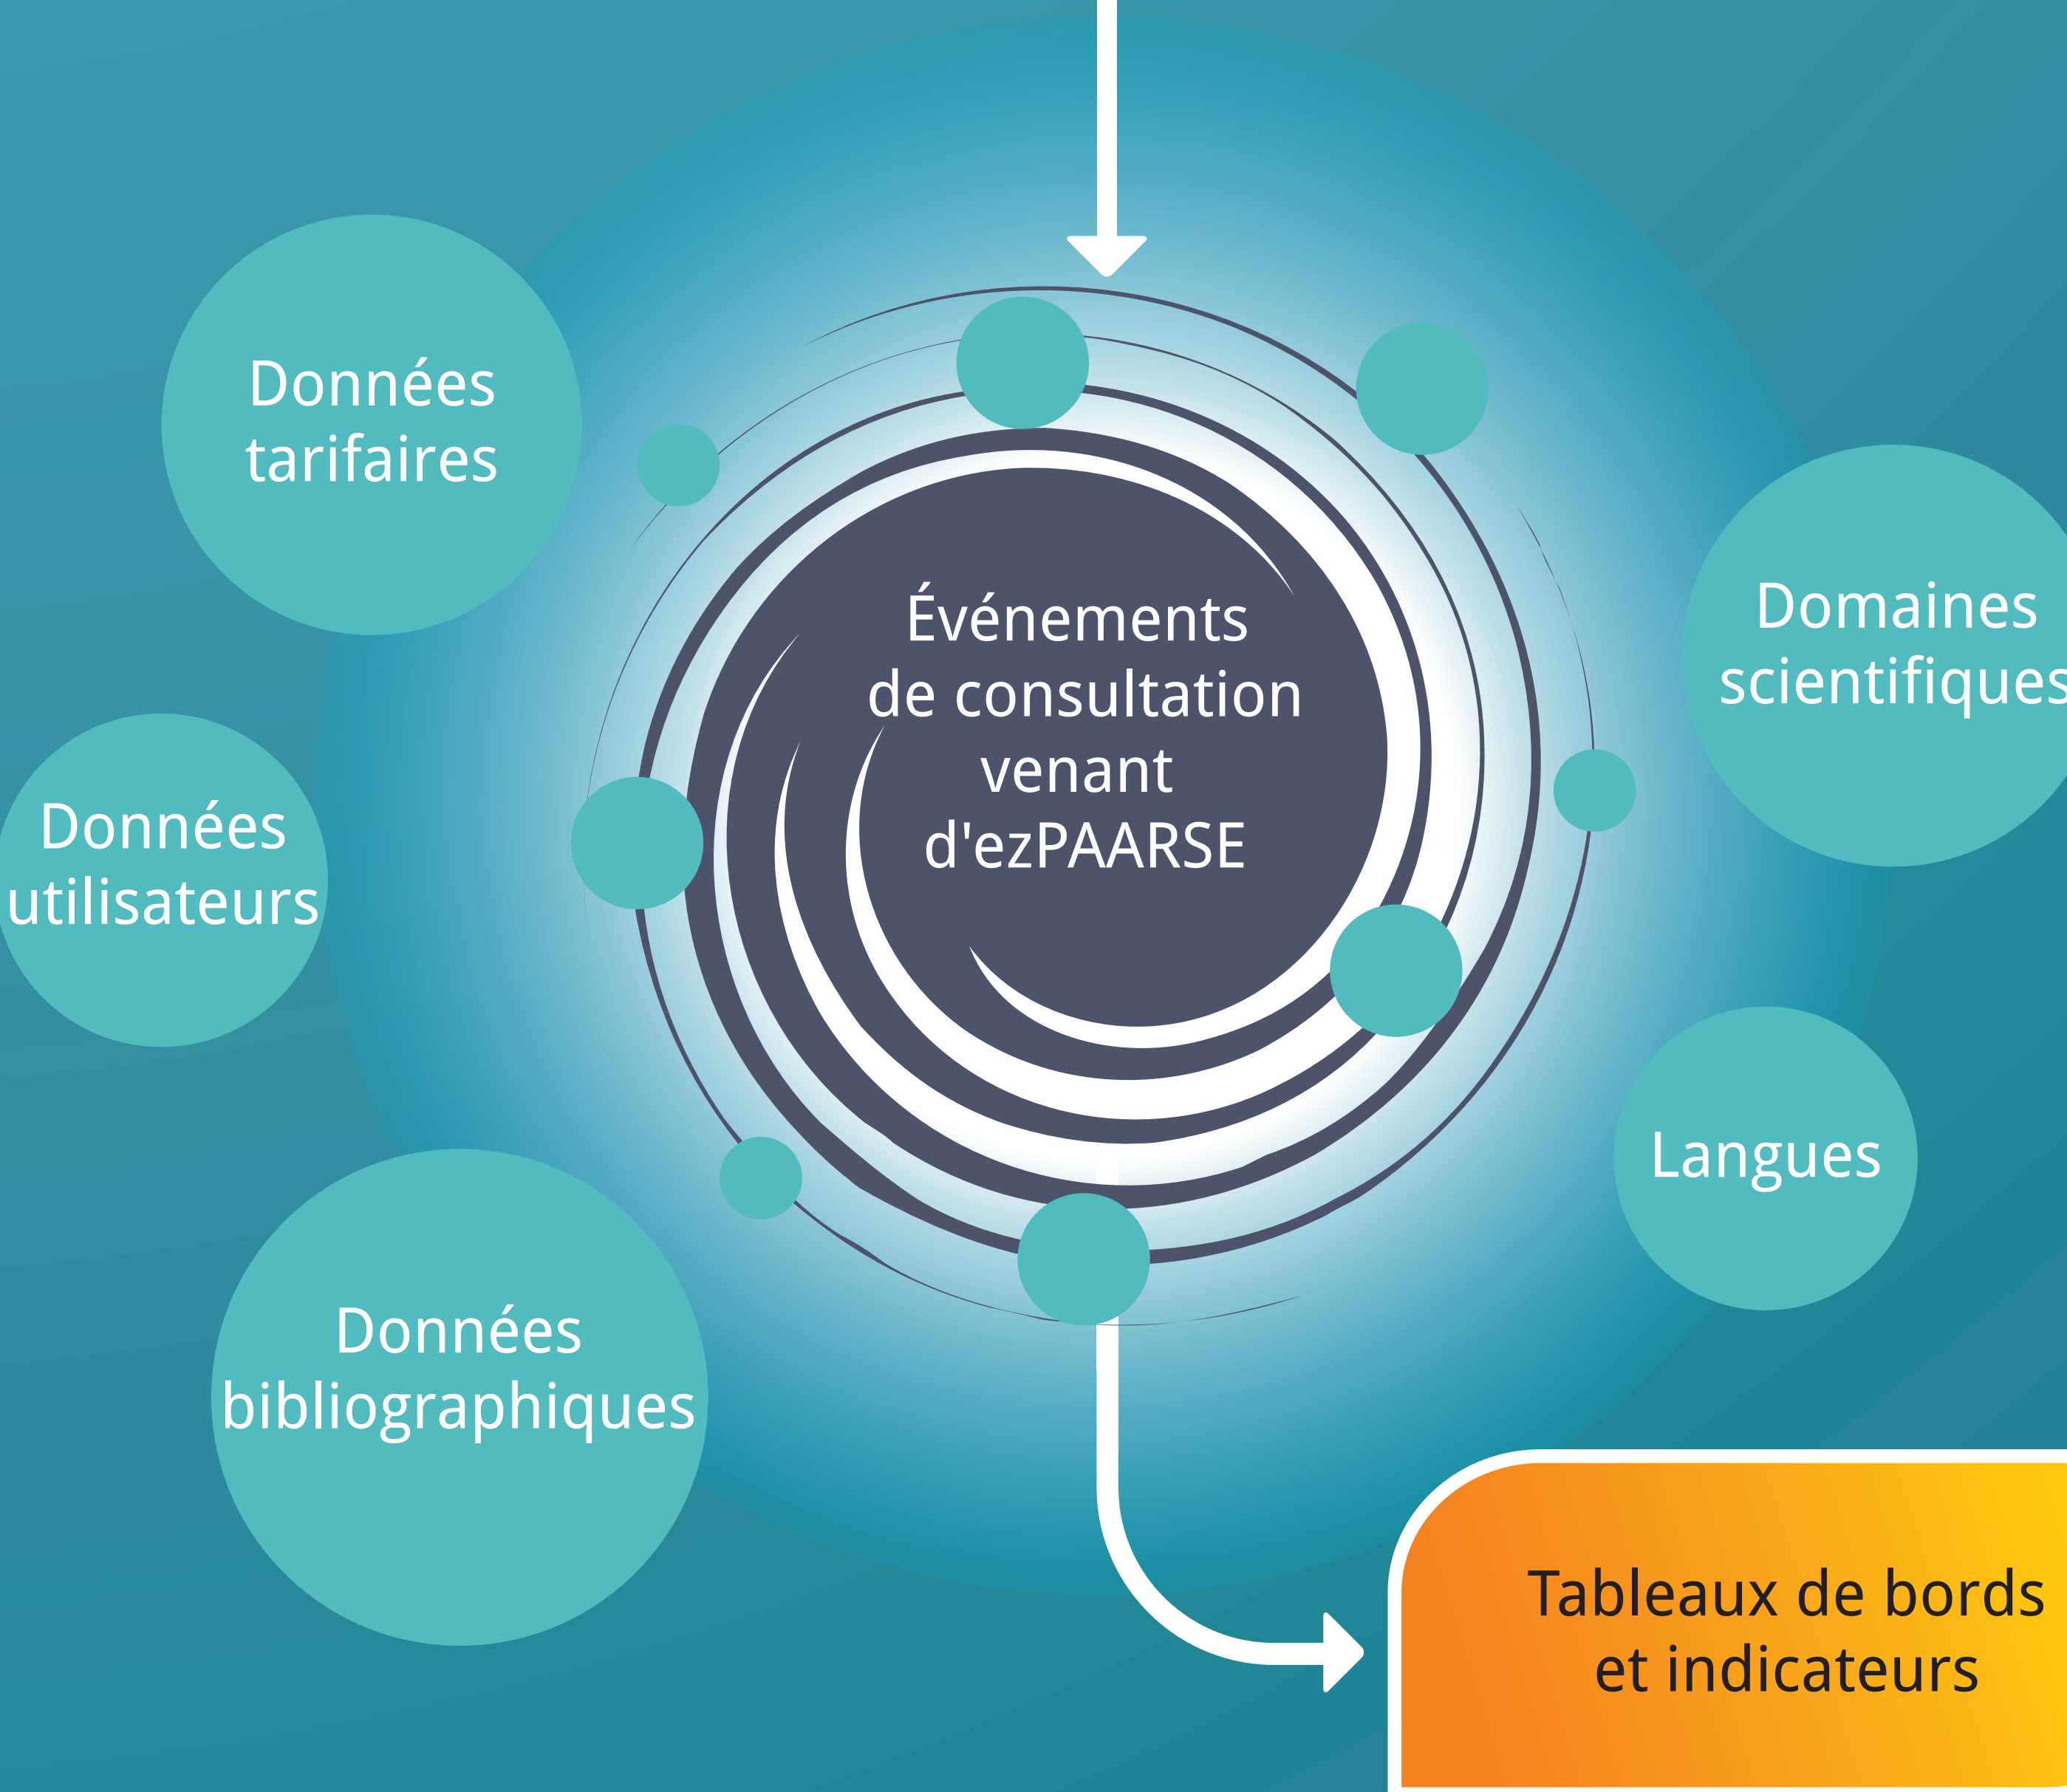 Données
tarifaires
Événements
de consultation
venant
d'ezPAARSE
Domaines
scientifiques
Données
utilisateurs
Langues
Données
bibliographiques
Tableaux de bords
et indicateurs